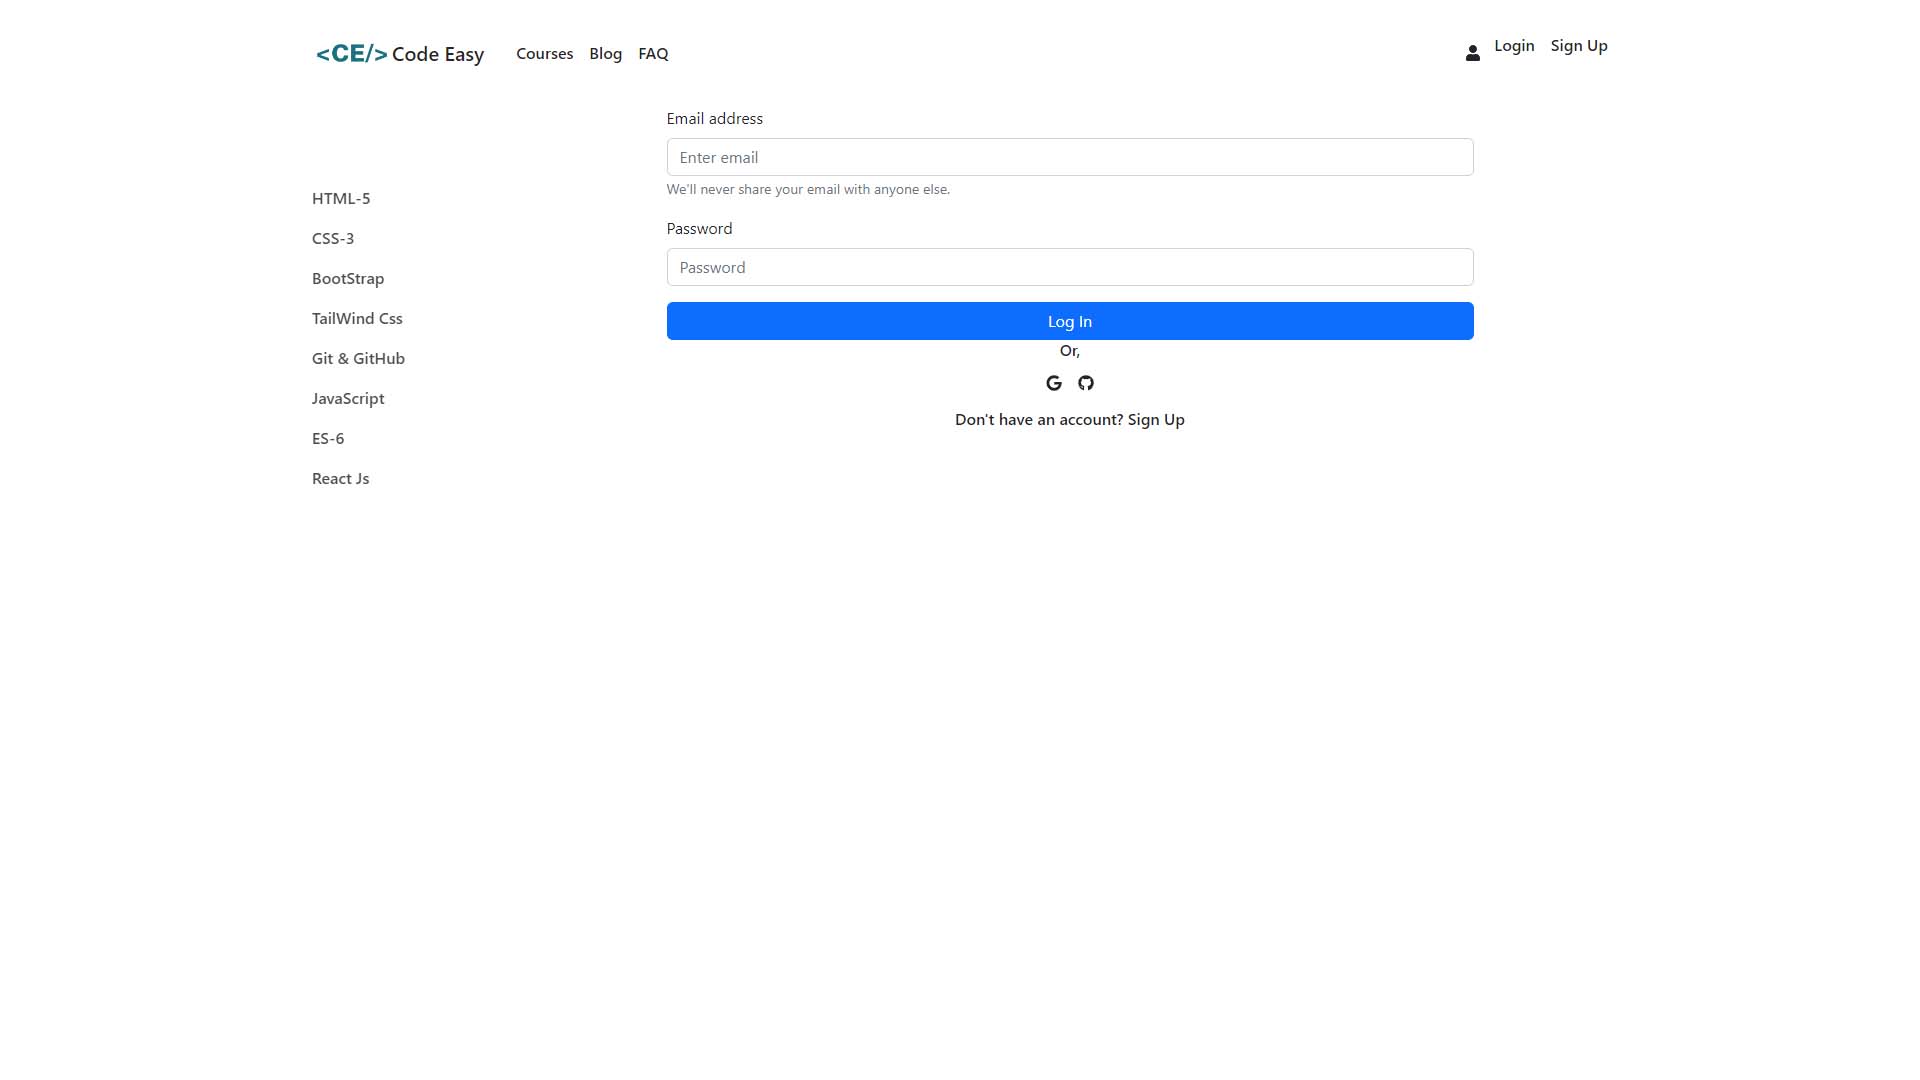 <CE/> Code Easy
Courses
Blog
FAQ
Login
Sign Up
HTML-5
CSS-3
BootStrap
TailWind Css
Git & GitHub
JavaScript
ES-6
React Js
Email address
Enter email
We'll never share your email with anyone else.
Password
Password
Log In
Or,
Don't have an account? Sign Up